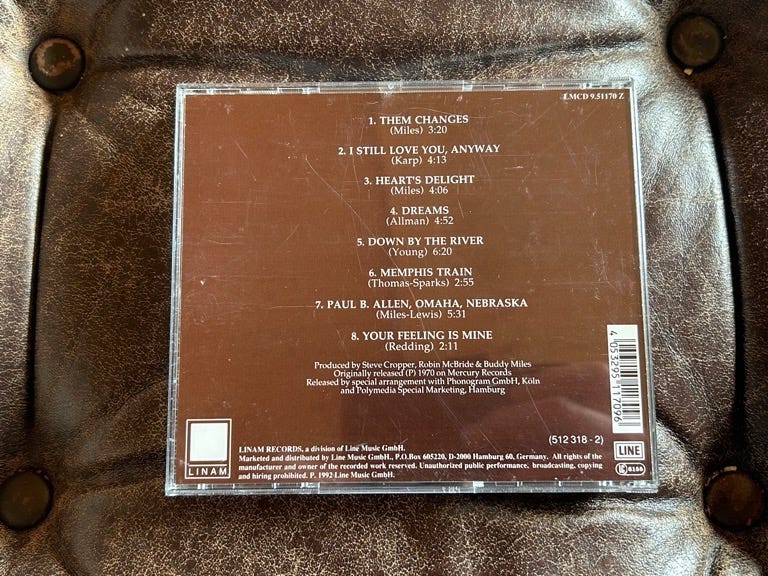 LMCD 9.51170 Z
1. THEM CHANGES
(Miles) 3:20
2. I STILL LOVE YOU, ANYWAY
(Karp) 4:13
3. HEART'S DELIGHT
(Miles) 4:06
4. DREAMS
(Allman) 4:52
5. DOWN BY THE RIVER
(Young) 6:20
6. MEMPHIS TRAIN
(Thomas-Sparks) 2:55
7. PAUL B. ALLEN, OMAHA, NEBRASKA
(Miles-Lewis) 5:31
8. YOUR FEELING IS MINE
(Redding) 2:11
Produced by Steve Cropper, Robin McBride & Buddy Miles
Originally released (P) 1970 on Mercury Records
Released by special arrangement with Phonogram GmbH, Köln
and Polymedia Special Marketing, Hamburg
4 053295 117096
(512 318 - 2)
LINAM
LINAM RECORDS, a division of Line Music GmbH.
Marketed and distributed by Line Music GmbH., P.O.Box 605220, D-2000 Hamburg 60, Germany. All rights of the
manufacturer and owner of the recorded work reserved. Unauthorized public performance, broadcasting, copying
and hiring prohibited. P. 1992 Line Music GmbH.
LINE
8156